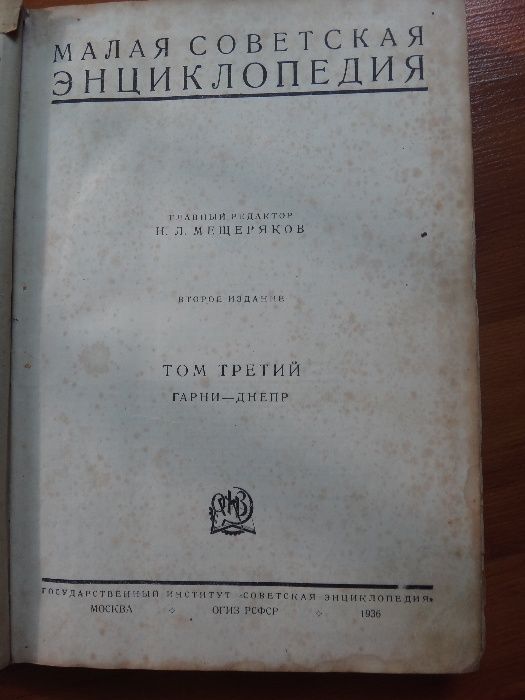 МАЛАЯ СОВЕТСКАЯ
ЭНЦИКЛОПЕДИЯ
ГЛАВНЫЙ РЕДАКТОР
Н. Л. МЕЩЕРЯКОВ
ВТОРОЕ ИЗДАНИЕ
ТОМ ТРЕТИЙ
ГАРНИ—ДНЕПР
ГОСУДАРСТВЕННЫЙ ИНСТИТУТ «СОВЕТСКАЯ ЭНЦИКЛОПЕДИЯ»
МОСКВА ОГИЗ РСФСР 1936